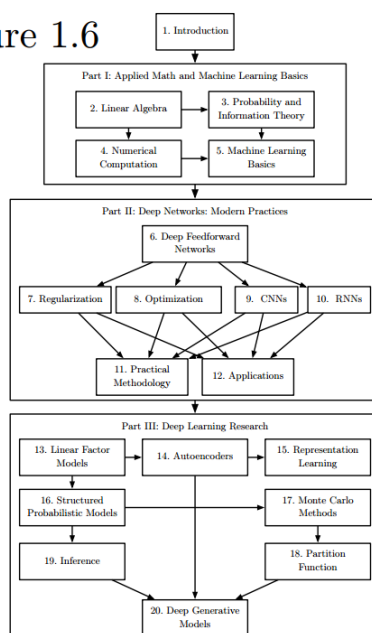 ure 1.6
1. Introduction
Part I: Applied Math and Machine Learning Basics
2. Linear Algebra
3. Probability and
Information Theory
4. Numerical
Computation
5. Machine Learning
Basics
Part II: Deep Networks: Modern Practices
6. Deep Feedforward
Networks
7. Regularization
8. Optimization
9. CNNs
10. RNNs
11. Practical
Methodology
12. Applications
Part III: Deep Learning Research
13. Linear Factor
Models
14. Autoencoders
15. Representation
Learning
16. Structured
Probabilistic Models
17. Monte Carlo
Methods
19. Inference
18. Partition
Function
20. Deep Generative
Models